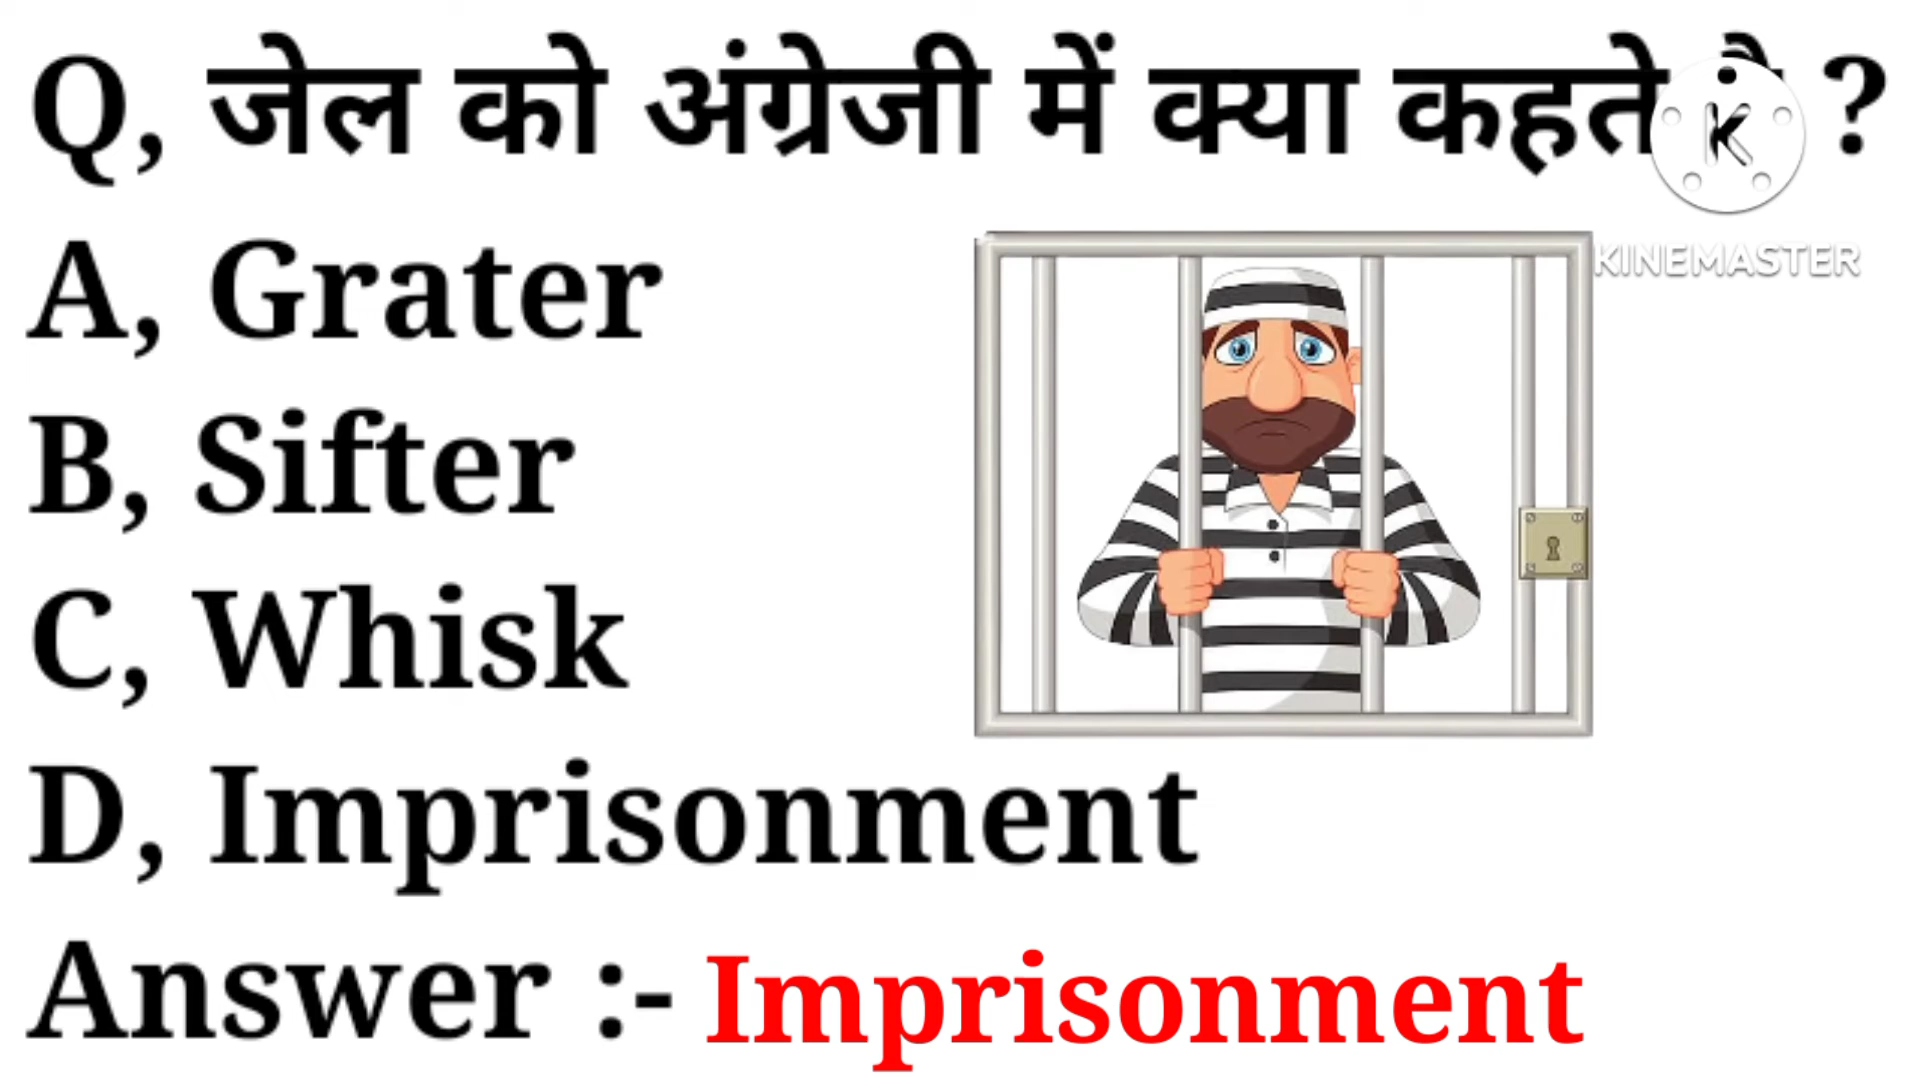 Q, जेल को अंग्रेजी में क्या कहते ?
K
KINEMASTER
A, Grater
B, Sifter
C, Whisk
D, Imprisonment
Answer :- Imprisonment